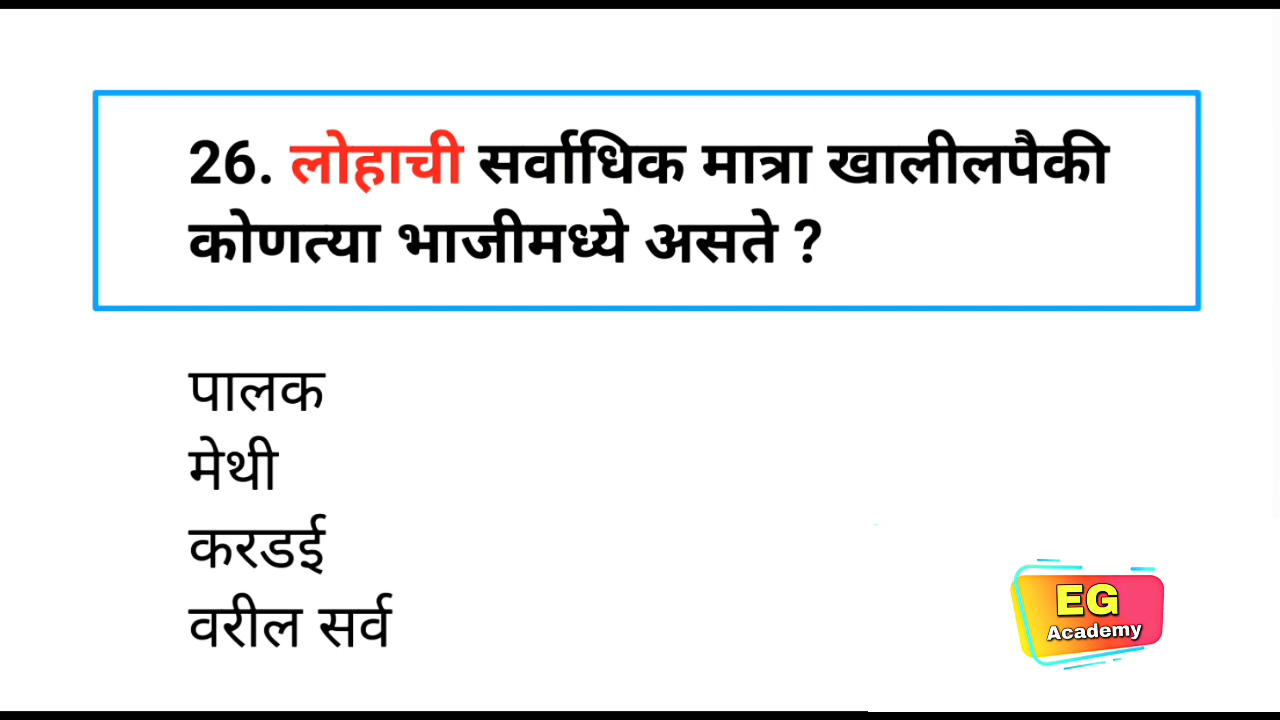 26. लोहाची सर्वाधिक मात्रा खालीलपैकी
कोणत्या भाजीमध्ये असते ?
पालक
मेथी
करडई
वरील सर्व
EG
Academy